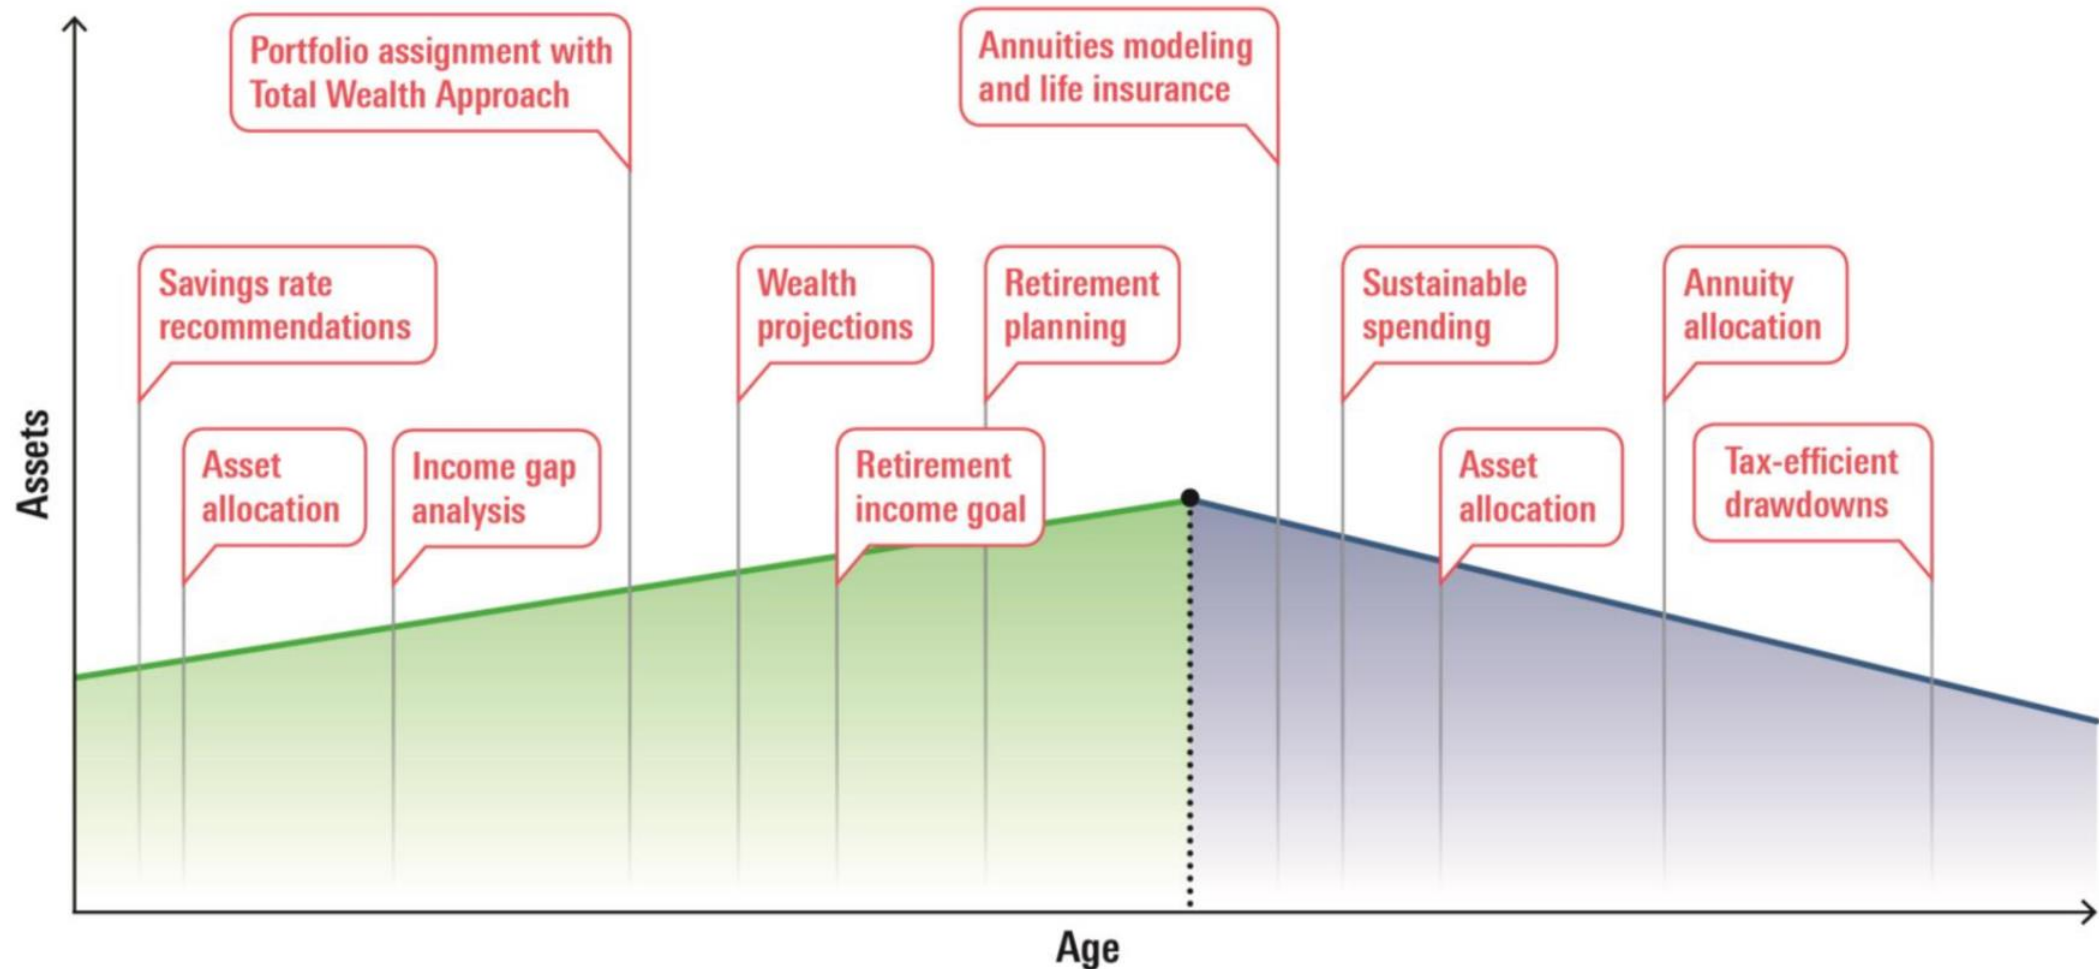 Portfolio assignment with
Total Wealth Approach
Annuities modeling
and life insurance
Savings rate
recommendations
Wealth
projections
Retirement
planning
Sustainable
spending
Annuity
allocation
Asset
allocation
Income gap
analysis
Retirement
income goal
Asset
allocation
Tax-efficient
drawdowns
Assets
Age